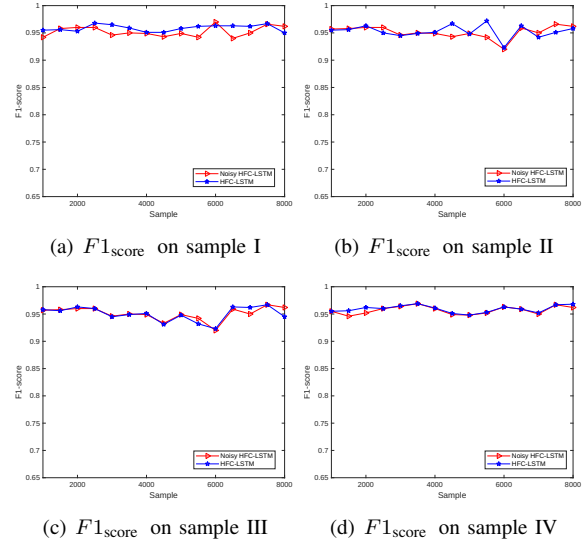 1
0.95
0.9
0.85
0.8
0.75
0.7
0.65
F1-score
2000 4000 6000 8000
Sample
Noisy HFC-LSTM
HFC-LSTM
(a) F1score on sample I
1
0.95
0.9
0.85
0.8
0.75
0.7
0.65
F1-score
2000 4000 6000 8000
Sample
Noisy HFC-LSTM
HFC-LSTM
(b) F1score on sample II
1
0.95
0.9
0.85
0.8
0.75
0.7
0.65
F1-score
2000 4000 6000 8000
Sample
Noisy HFC-LSTM
HFC-LSTM
(c) F1score on sample III
1
0.95
0.9
0.85
0.8
0.75
0.7
0.65
F1-score
2000 4000 6000 8000
Sample
Noisy HFC-LSTM
HFC-LSTM
(d) F1score on sample IV